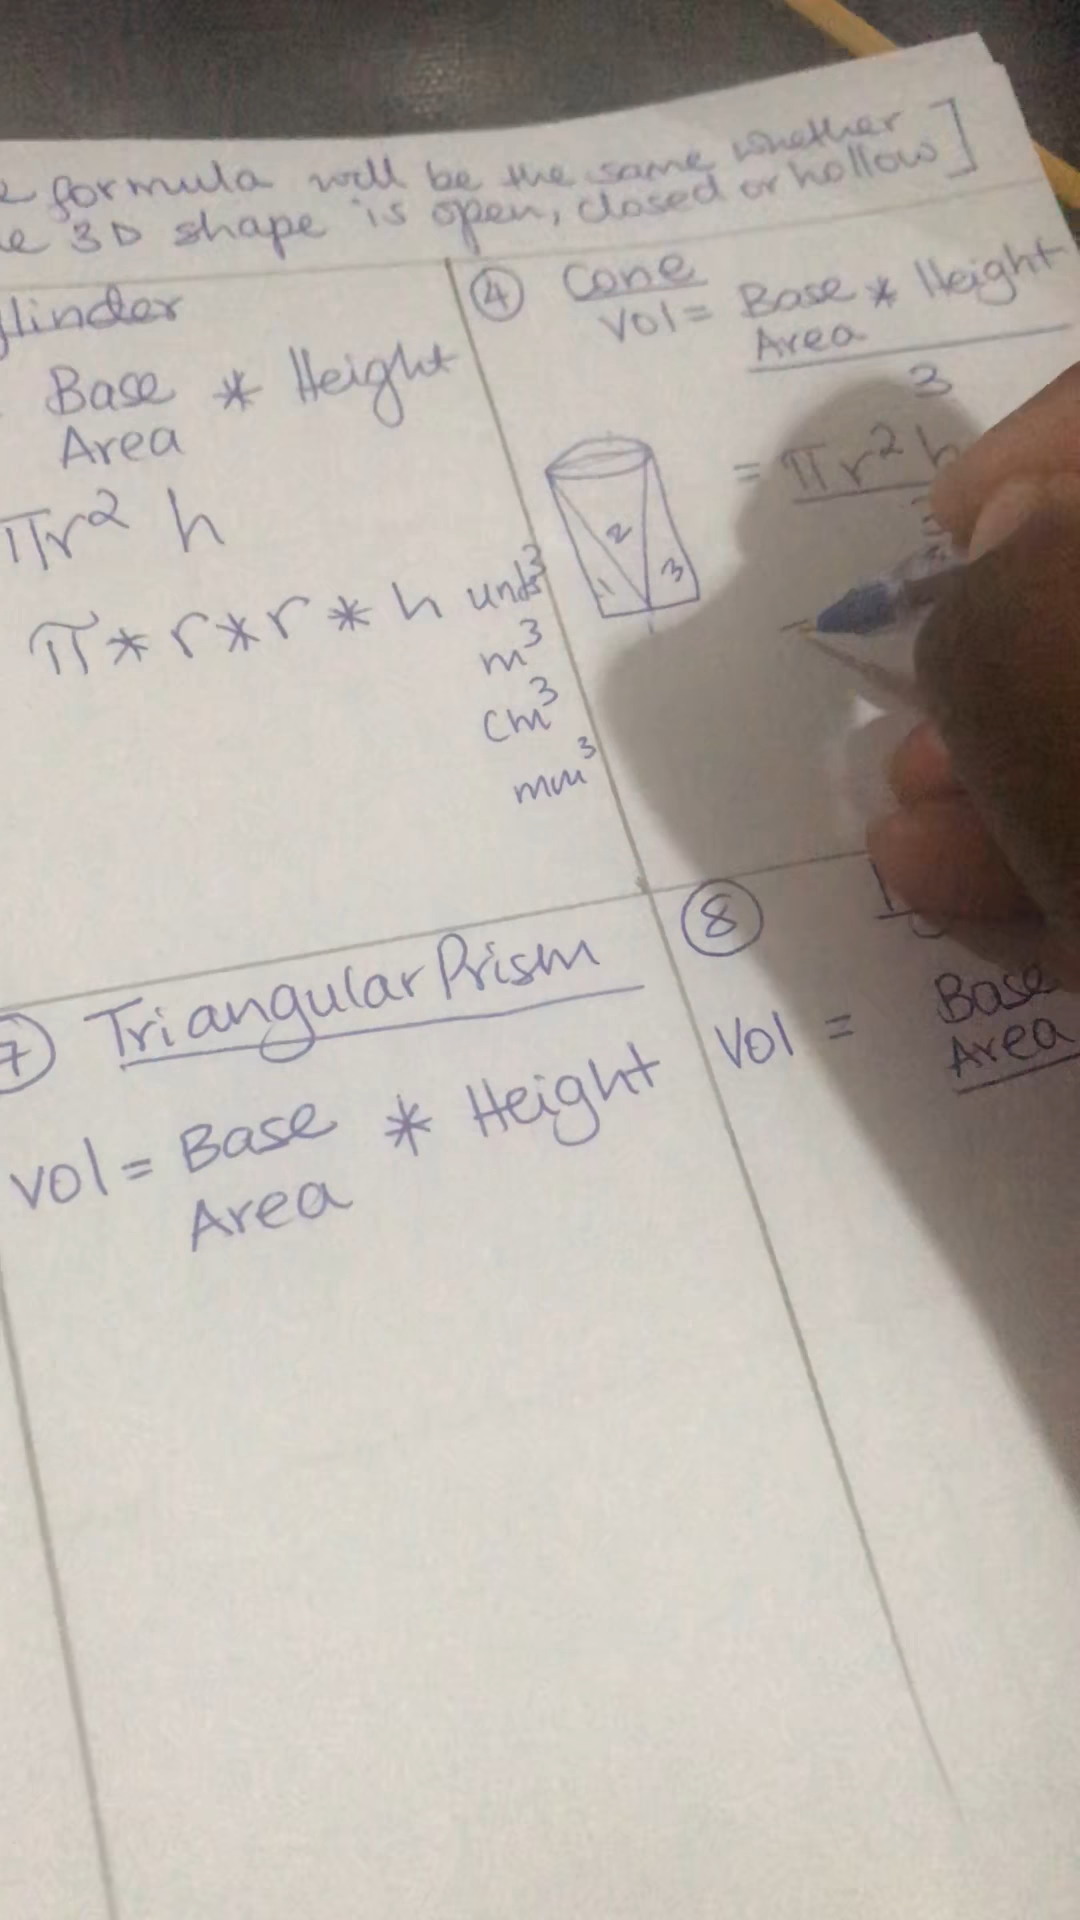 formula will be the same whether
3D shape is open, closed or hollow]
Base * Height
Area
πr² h
π * r * r * h units³
m³
cm³
mm³
④ Cone
Vol = Base * Height
Area
3
= πr² h
2
3
⑦ Triangular Prism
Vol = Base * Height
Area
⑧
Vol = Base
Area